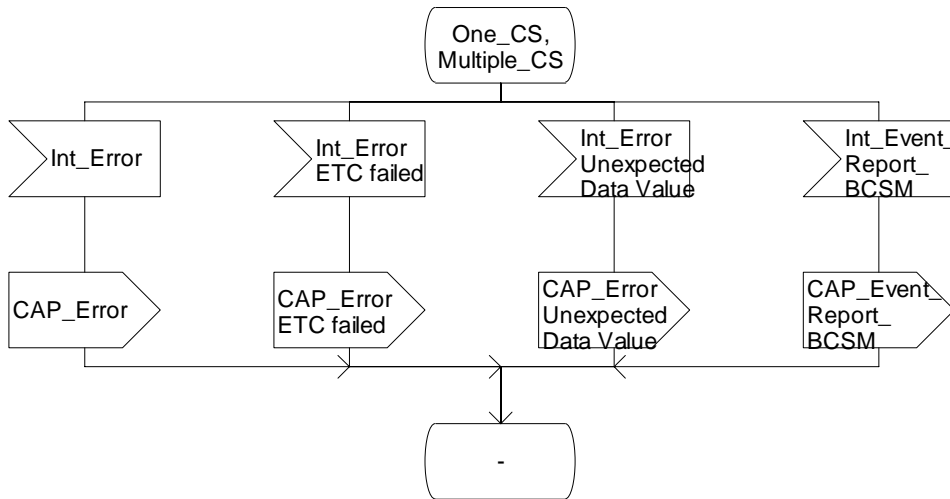 One_CS,
Multiple_CS
Int_Error
Int_Error
ETC failed
Int_Error
Unexpected
Data Value
Int_Event_
Report_
BCSM
CAP_Error
CAP_Error
ETC failed
CAP_Error
Unexpected
Data Value
CAP_Event_
Report_
BCSM
-